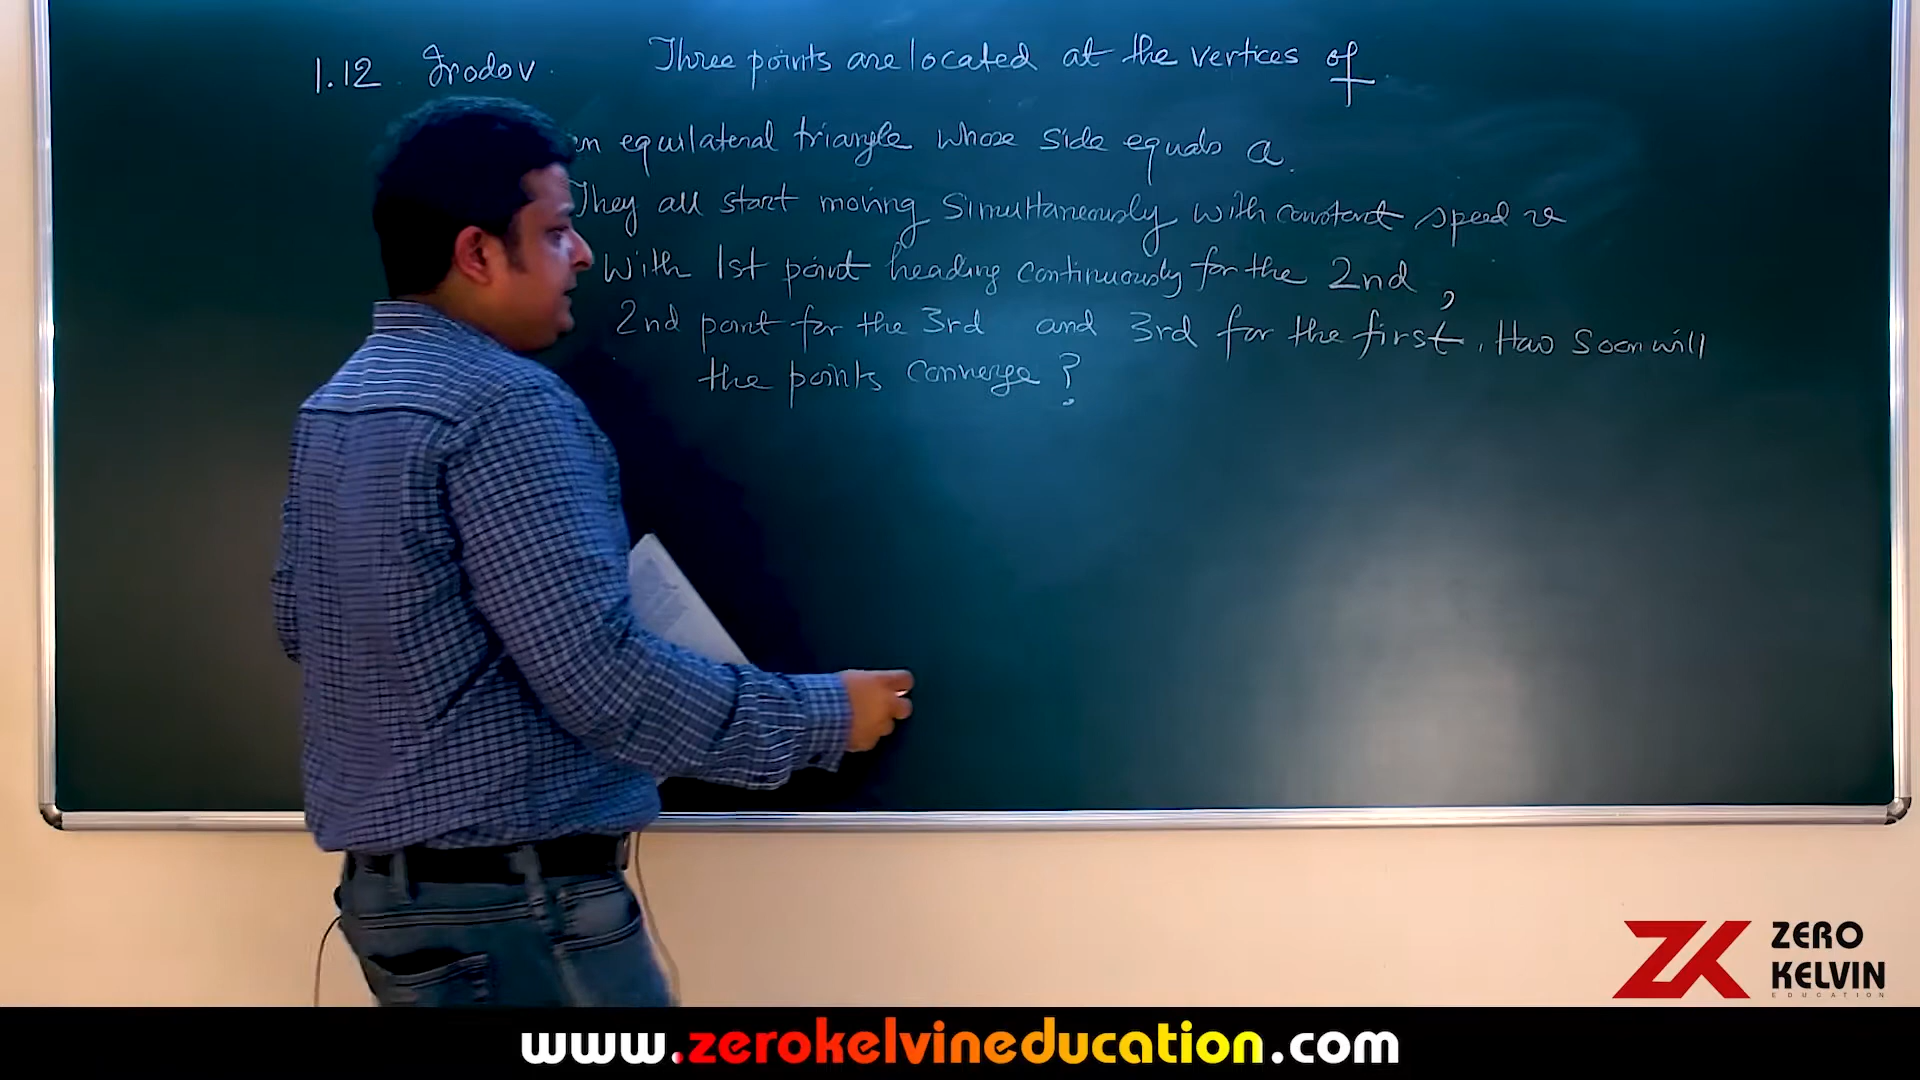 1.12 Irodov Three points are located at the vertices of
an equilateral triangle whose side equals a.
They all start moving simultaneously with constant speed v
With 1st point heading continuously for the 2nd,
2nd point for the 3rd and 3rd for the first. How soon will
the points converge?
ZERO
KELVIN
EDUCATION
www.zerokelvineducation.com